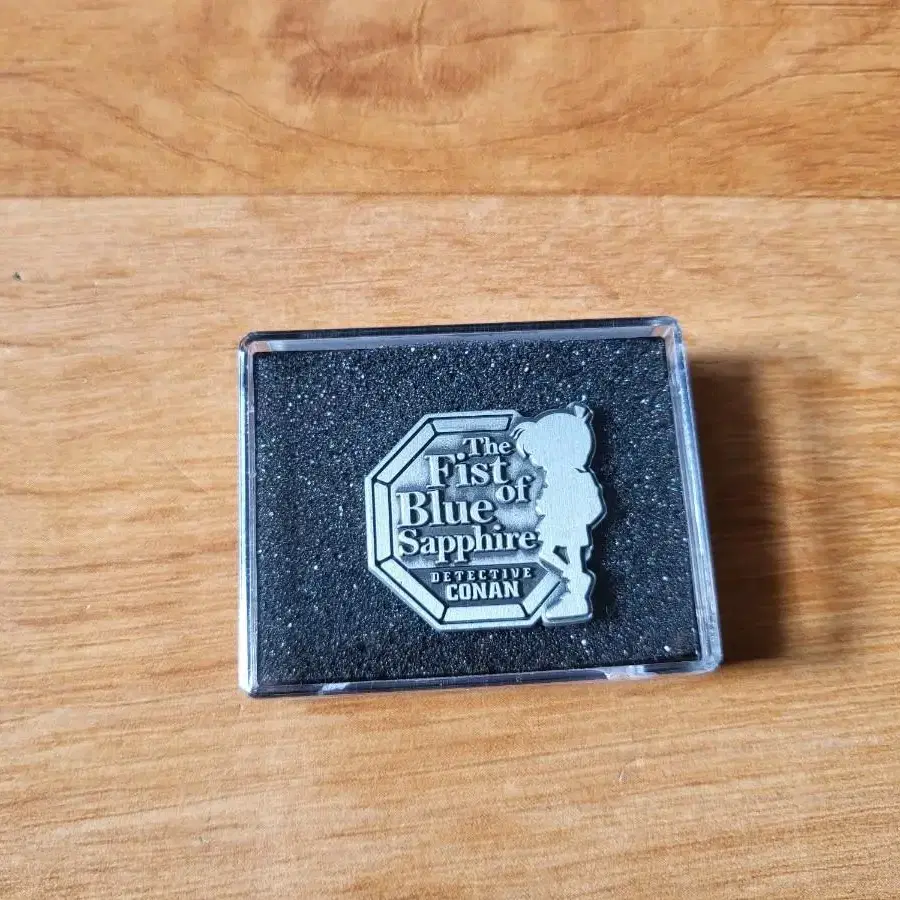 The
Fist
of
Blue
Sapphire
DETECTIVE
CONAN